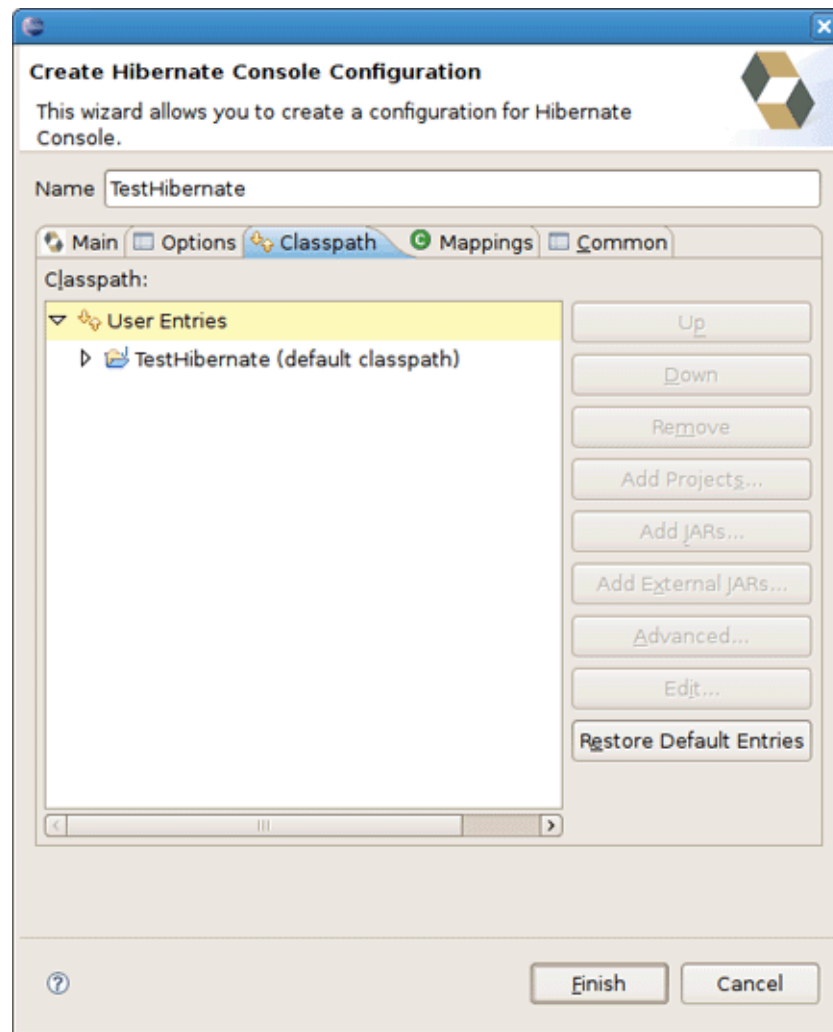 Create Hibernate Console Configuration
This wizard allows you to create a configuration for Hibernate
Console.
Name TestHibernate
Main Options Classpath Mappings Common
Classpath:
User Entries
TestHibernate (default classpath)
Up
Down
Remove
Add Projects...
Add JARs...
Add External JARs...
Advanced...
Edit...
Restore Default Entries
Finish Cancel